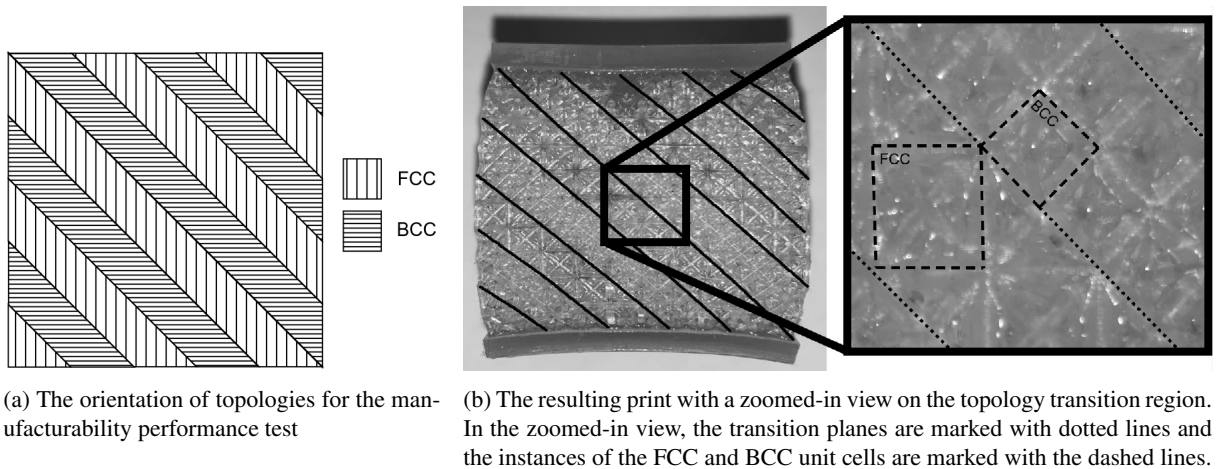 FCC
BCC
FCC
BCC
(a) The orientation of topologies for the man-
ufacturability performance test
(b) The resulting print with a zoomed-in view on the topology transition region.
In the zoomed-in view, the transition planes are marked with dotted lines and
the instances of the FCC and BCC unit cells are marked with the dashed lines.